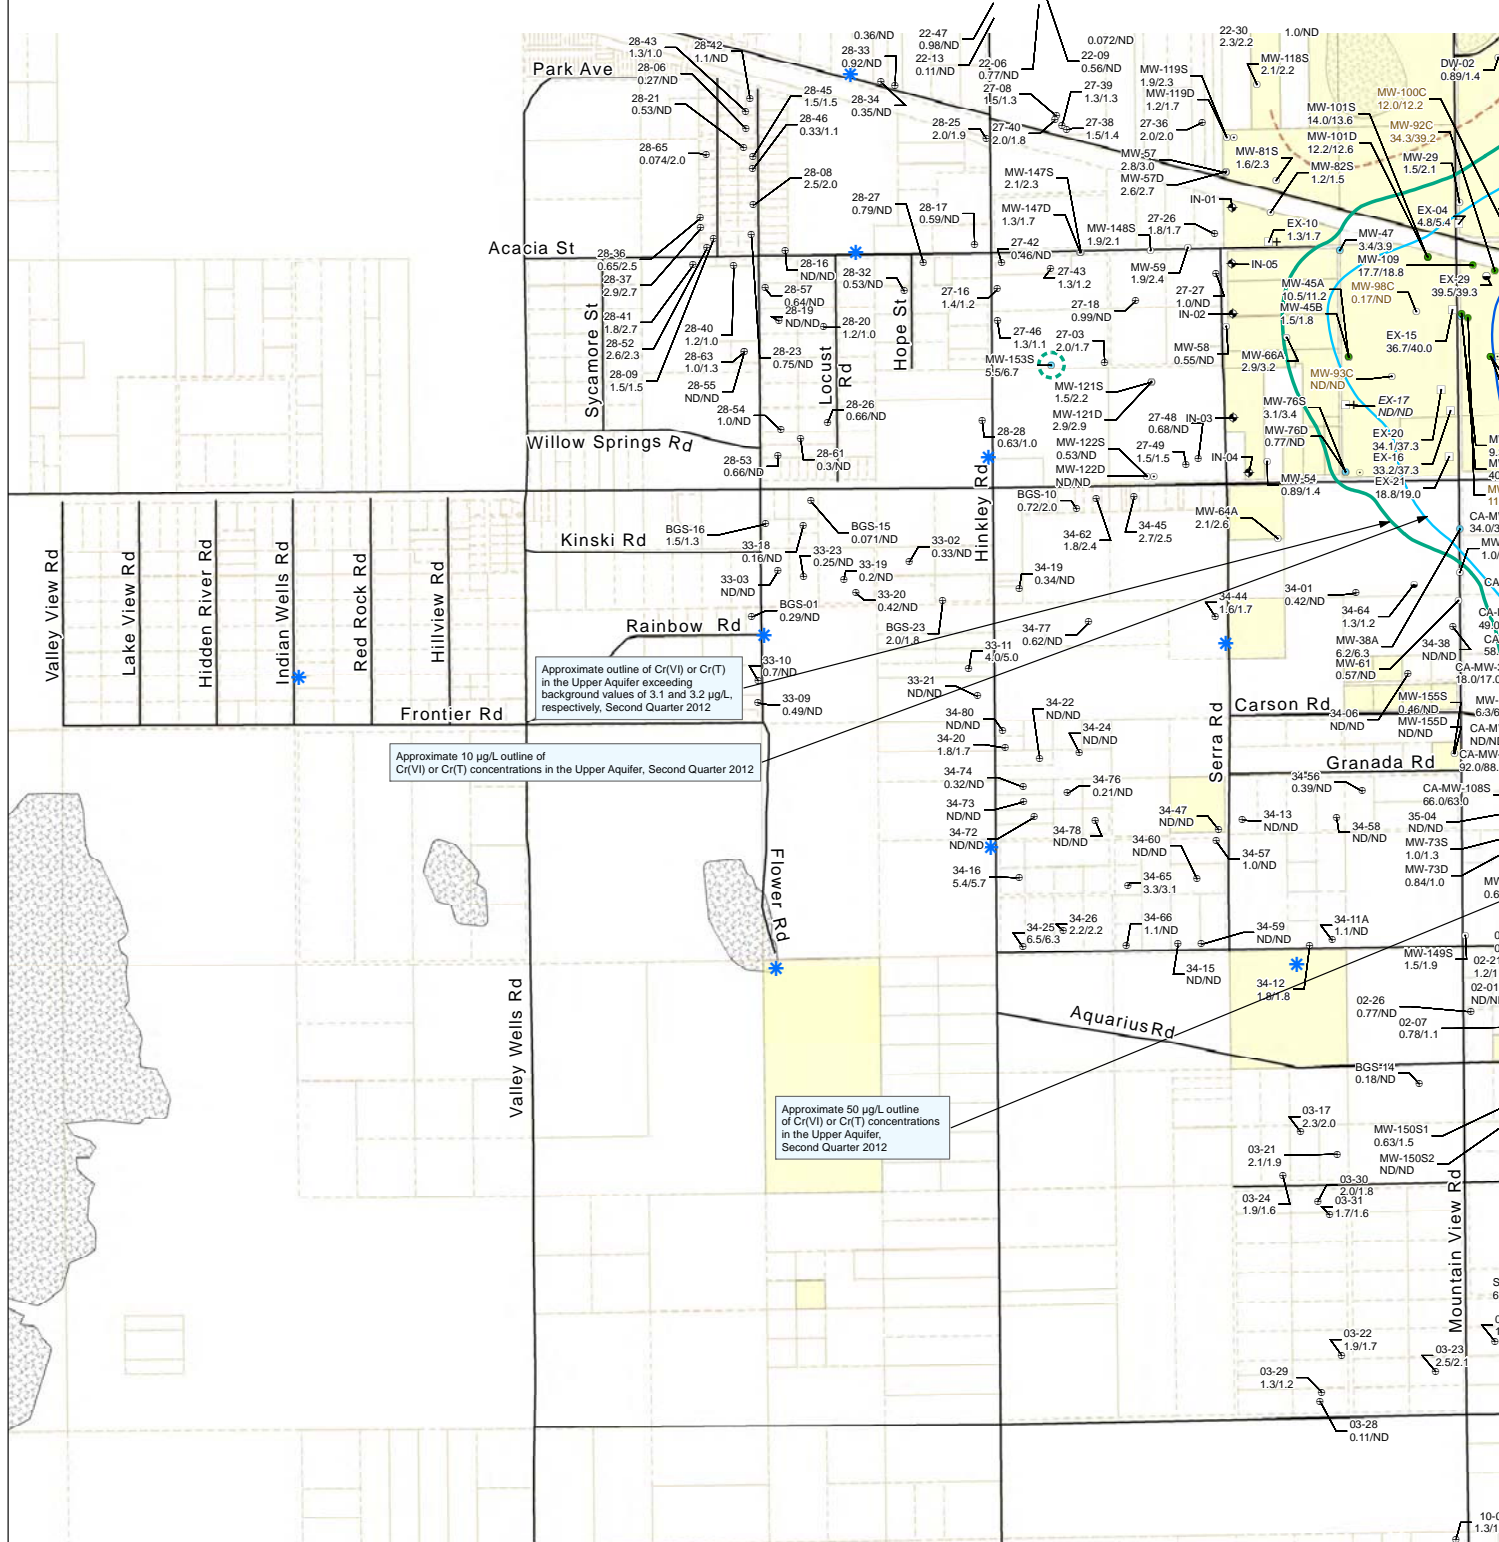 28-43
1.3/1.0
28-42
1.1/ND
28-06
0.27/ND
28-21
0.53/ND
Park Ave
28-45
1.5/1.5
28-46
0.33/1.1
28-65
0.074/2.0
28-08
2.5/2.0
0.36/ND
28-33
0.92/ND
28-34
0.35/ND
22-47
0.98/ND
22-13
0.11/ND
22-06
0.77/ND
27-08
1.5/1.3
0.072/ND
22-09
0.56/ND
27-39
1.3/1.3
27-38
1.5/1.4
28-25
2.0/1.9
27-40
2.0/1.8
MW-119S
1.9/2.3
MW-119D
1.2/1.7
27-36
2.0/2.0
22-30
2.3/2.2
1.0/ND
MW-118S
2.1/2.2
DW-02
0.89/1.4
MW-100C
12.0/12.2
MW-101S
14.0/13.6
MW-101D
12.2/12.6
MW-92C
34.3/39.2
MW-29
1.5/2.1
MW-57
2.8/3.0
MW-57D
2.6/2.7
MW-81S
1.6/2.3
MW-82S
1.2/1.5
MW-147S
2.1/2.3
MW-147D
1.3/1.7
IN-01
28-27
0.79/ND
28-17
0.59/ND
MW-148S
1.9/2.1
27-26
1.8/1.7
EX-10
1.3/1.7
EX-04
4.8/5.4
MW-47
3.4/3.9
MW-109
17.7/18.8
Acacia St
28-36
0.65/2.5
28-37
2.9/2.7
28-41
1.8/2.7
28-52
2.6/2.3
28-09
1.5/1.5
28-16
ND/ND
28-57
0.64/ND
28-19
ND/ND
28-20
1.2/1.0
28-32
0.53/ND
27-42
0.46/ND
27-43
1.3/1.2
MW-59
1.9/2.4
IN-05
27-27
1.0/ND
IN-02
MW-45A
10.5/11.2
MW-45B
1.5/1.8
MW-98C
0.17/ND
EX-29
39.5/39.3
Sycamore St
28-40
1.2/1.0
28-63
1.0/1.3
28-55
ND/ND
28-23
0.75/ND
Locust Rd
Hope St
27-16
1.4/1.2
27-18
0.99/ND
27-46
1.3/1.1
27-03
2.0/1.7
MW-153S
5.5/6.7
MW-58
0.55/ND
MW-66A
2.9/3.2
EX-15
36.7/40.0
MW-93C
ND/ND
28-54
1.0/ND
28-26
0.66/ND
MW-121S
1.5/2.2
MW-121D
2.9/2.9
27-48
0.68/ND
IN-03
MW-76S
3.1/3.4
MW-76D
0.77/ND
EX-17
ND/ND
EX-20
34.1/37.3
EX-16
33.2/37.3
EX-21
18.8/19.0
Willow Springs Rd
28-53
0.66/ND
28-61
0.3/ND
28-28
0.63/1.0
MW-122S
0.53/ND
MW-122D
ND/ND
27-49
1.5/1.5
IN-04
MW-54
0.89/1.4
Hinkley Rd
BGS-16
1.5/1.3
BGS-15
0.071/ND
BGS-10
0.72/2.0
34-62
1.8/2.4
34-45
2.7/2.5
MW-64A
2.1/2.6
Kinski Rd
33-18
0.16/ND
33-23
0.25/ND
33-02
0.33/ND
33-19
0.2/ND
33-03
ND/ND
33-20
0.42/ND
34-19
0.34/ND
Valley View Rd
Lake View Rd
Hidden River Rd
Indian Wells Rd
Red Rock Rd
Hillview Rd
BGS-01
0.29/ND
BGS-23
2.0/1.8
34-77
0.62/ND
34-44
1.6/1.7
34-01
0.42/ND
34-64
1.3/1.2
MW-38A
6.2/6.3
34-38
ND/ND
MW-61
0.57/ND
Rainbow Rd
33-10
0.7/ND
33-11
4.0/5.0
33-21
ND/ND
33-09
0.49/ND
Approximate outline of Cr(VI) or Cr(T)
in the Upper Aquifer exceeding
background values of 3.1 and 3.2 µg/L,
respectively, Second Quarter 2012
Frontier Rd
34-80
ND/ND
34-20
1.8/1.7
34-22
ND/ND
34-24
ND/ND
Serra Rd
Carson Rd
34-06
ND/ND
MW-155S
0.46/ND
MW-155D
ND/ND
Approximate 10 µg/L outline of
Cr(VI) or Cr(T) concentrations in the Upper Aquifer, Second Quarter 2012
Granada Rd
34-74
0.32/ND
34-76
0.21/ND
34-73
ND/ND
34-72
ND/ND
34-78
ND/ND
34-47
ND/ND
34-56
0.39/ND
34-13
ND/ND
34-58
ND/ND
CA-MW-108S
66.0/63.0
35-04
ND/ND
MW-73S
1.0/1.3
MW-73D
0.84/1.0
34-60
ND/ND
34-57
1.0/ND
34-16
5.4/5.7
34-65
3.3/3.1
Flower Rd
34-25
6.5/6.3
34-26
2.2/2.2
34-66
1.1/ND
34-59
ND/ND
34-11A
1.1/ND
MW-149S
1.5/1.9
34-15
ND/ND
34-12
1.8/1.8
02-26
0.77/ND
02-07
0.78/1.1
Valley Wells Rd
Aquarius Rd
BGS-14
0.18/ND
Approximate 50 µg/L outline
of Cr(VI) or Cr(T) concentrations
in the Upper Aquifer,
Second Quarter 2012
03-17
2.3/2.0
MW-150S1
0.63/1.5
MW-150S2
ND/ND
03-21
2.1/1.9
03-24
1.9/1.6
03-30
2.0/1.8
03-31
1.7/1.6
Mountain View Rd
03-22
1.9/1.7
03-23
2.5/2.1
03-29
1.3/1.2
03-28
0.11/ND